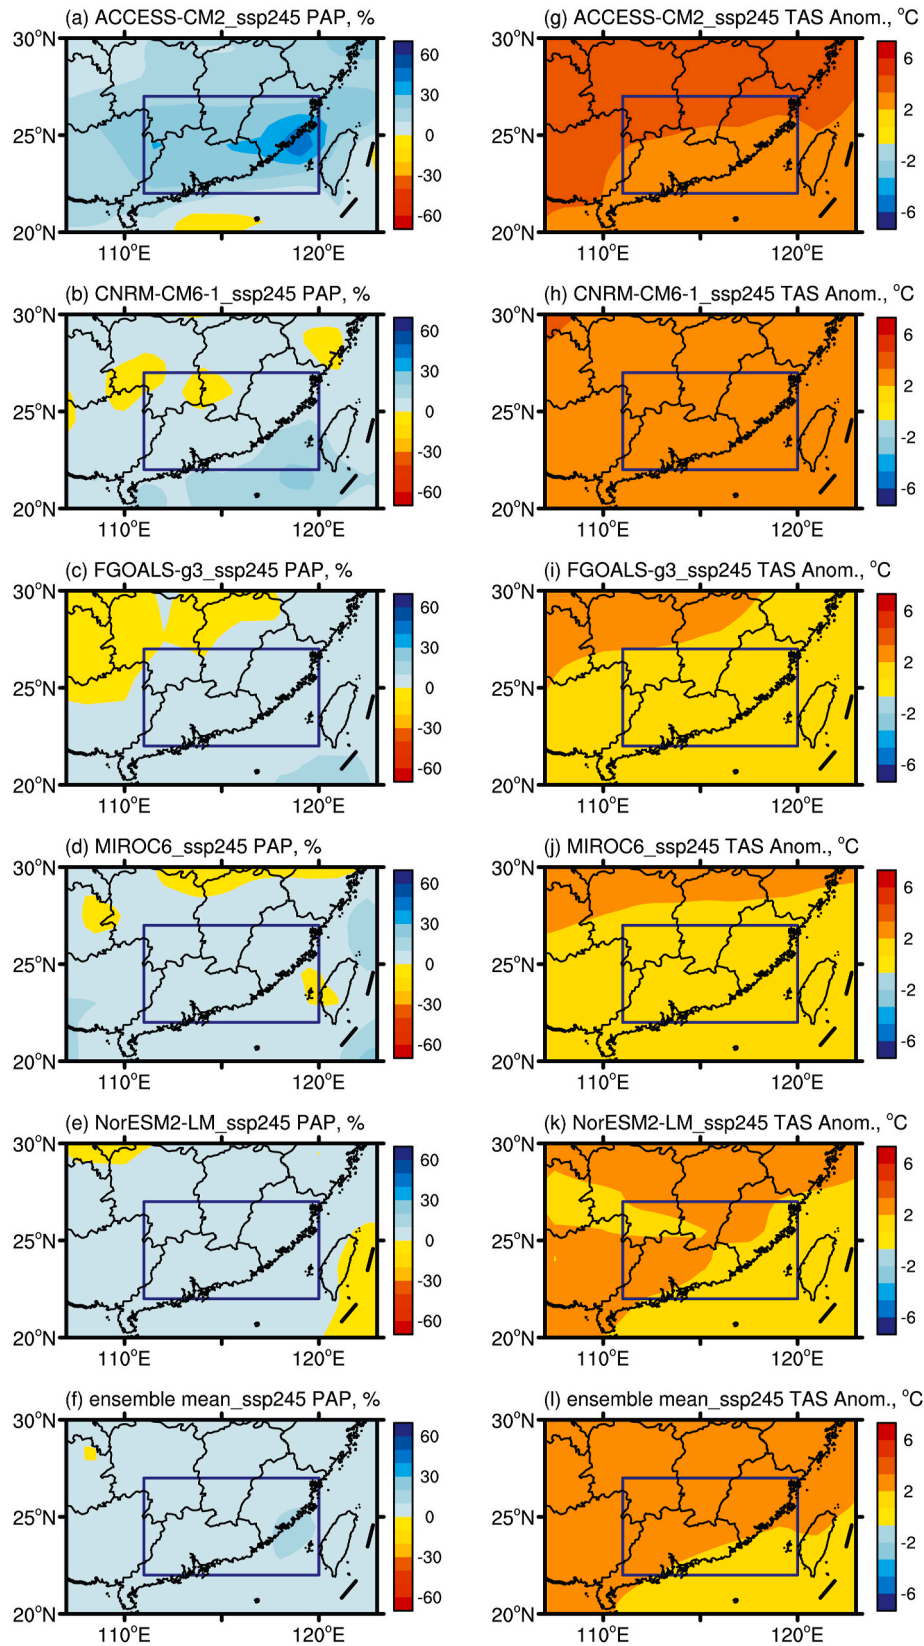 (a) ACCESS-CM2_ssp245 PAP, %
30°N
25°N
20°N
110°E 120°E
60
30
0
-30
-60
(g) ACCESS-CM2_ssp245 TAS Anom., °C
30°N
25°N
20°N
110°E 120°E
6
2
-2
-6
(b) CNRM-CM6-1_ssp245 PAP, %
30°N
25°N
20°N
110°E 120°E
60
30
0
-30
-60
(h) CNRM-CM6-1_ssp245 TAS Anom., °C
30°N
25°N
20°N
110°E 120°E
6
2
-2
-6
(c) FGOALS-g3_ssp245 PAP, %
30°N
25°N
20°N
110°E 120°E
60
30
0
-30
-60
(i) FGOALS-g3_ssp245 TAS Anom., °C
30°N
25°N
20°N
110°E 120°E
6
2
-2
-6
(d) MIROC6_ssp245 PAP, %
30°N
25°N
20°N
110°E 120°E
60
30
0
-30
-60
(j) MIROC6_ssp245 TAS Anom., °C
30°N
25°N
20°N
110°E 120°E
6
2
-2
-6
(e) NorESM2-LM_ssp245 PAP, %
30°N
25°N
20°N
110°E 120°E
60
30
0
-30
-60
(k) NorESM2-LM_ssp245 TAS Anom., °C
30°N
25°N
20°N
110°E 120°E
6
2
-2
-6
(f) ensemble mean_ssp245 PAP, %
30°N
25°N
20°N
110°E 120°E
60
30
0
-30
-60
(l) ensemble mean_ssp245 TAS Anom., °C
30°N
25°N
20°N
110°E 120°E
6
2
-2
-6